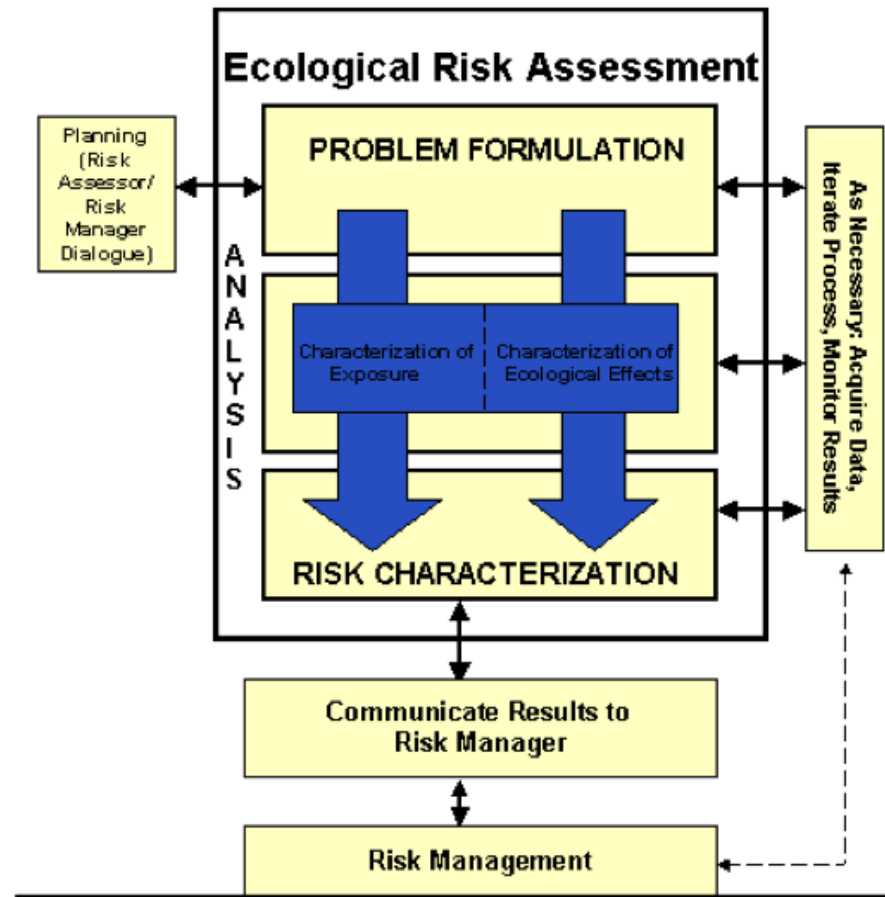 Ecological Risk Assessment
Planning
(Risk
Assessor/
Risk
Manager
Dialogue)
PROBLEM FORMULATION
ANALYSIS
Characterization of
Exposure
Characterization of
Ecological Effects
RISK CHARACTERIZATION
As Necessary: Acquire Data,
Iterate Process, Monitor Results
Communicate Results to
Risk Manager
Risk Management